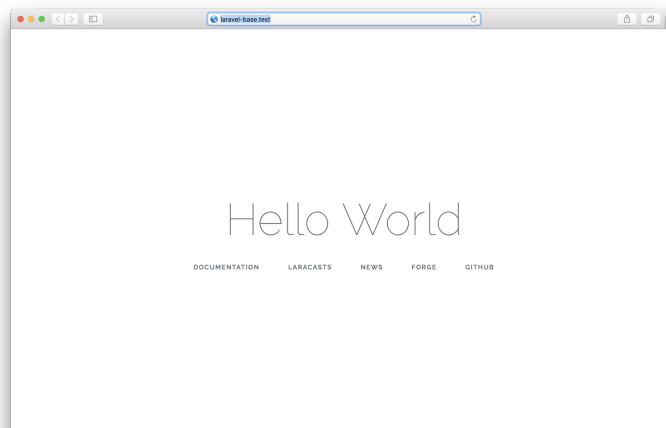 laravel-base.test
Hello World
DOCUMENTATION LARACASTS NEWS FORGE GITHUB